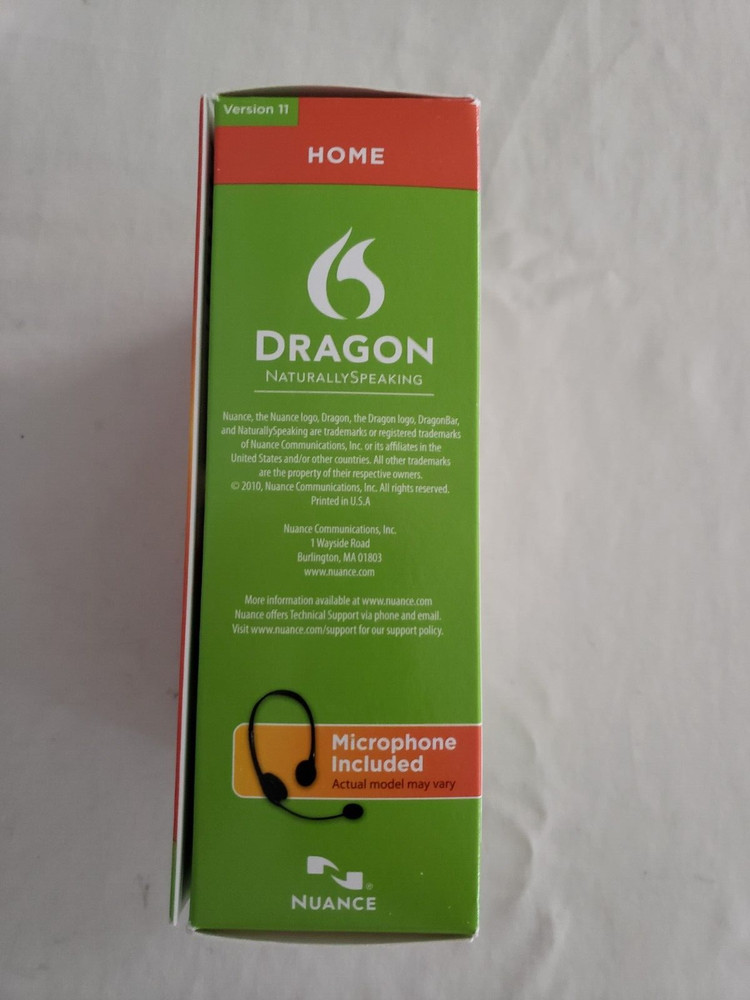 Version 11
HOME
DRAGON
NATURALLYSPEAKING
Nuance, the Nuance logo, Dragon, the Dragon logo, DragonBar,
and NaturallySpeaking are trademarks or registered trademarks
of Nuance Communications, Inc. or its affiliates in the
United States and/or other countries. All other trademarks
are the property of their respective owners.
© 2010, Nuance Communications, Inc. All rights reserved.
Printed in U.S.A
Nuance Communications, Inc.
1 Wayside Road
Burlington, MA 01803
www.nuance.com
More information available at www.nuance.com
Nuance offers Technical Support via phone and email.
Visit www.nuance.com/support for our support policy.
Microphone
Included
Actual model may vary
®
NUANCE